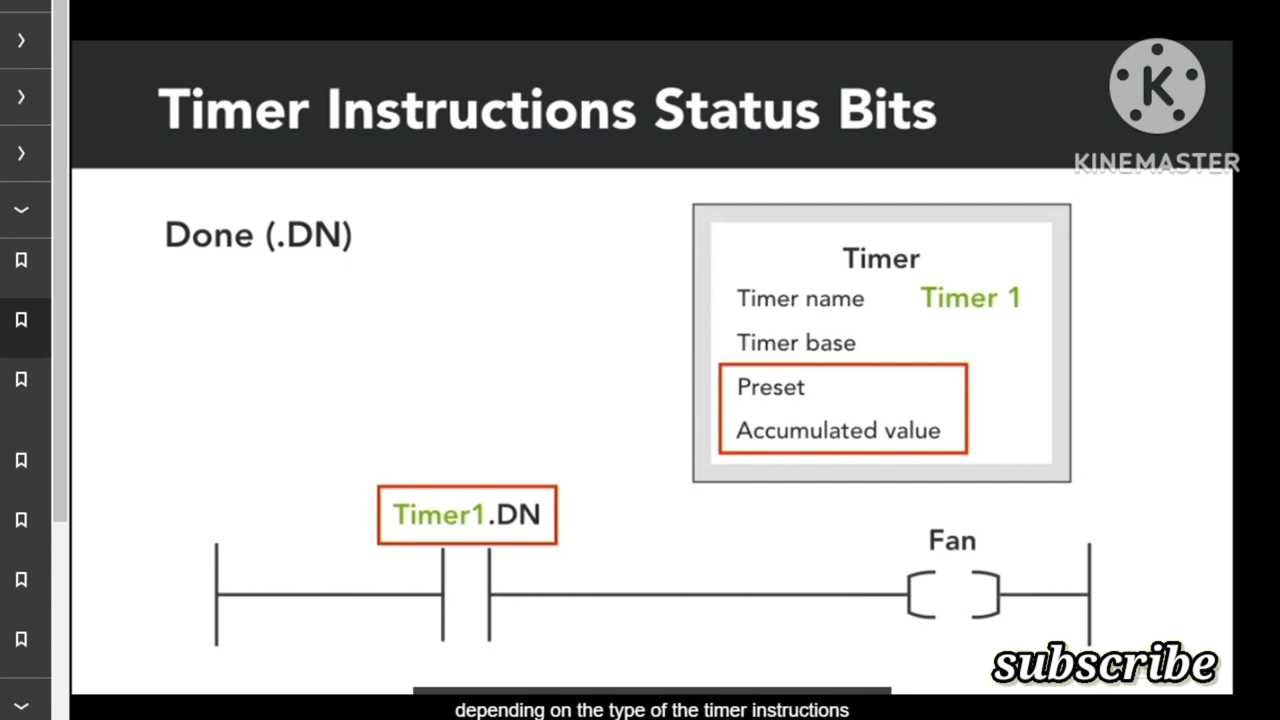 Timer Instructions Status Bits
K
KINEMASTER
Done (.DN)
Timer
Timer name Timer 1
Timer base
Preset
Accumulated value
Timer1.DN
Fan
subscribe
depending on the type of the timer instructions